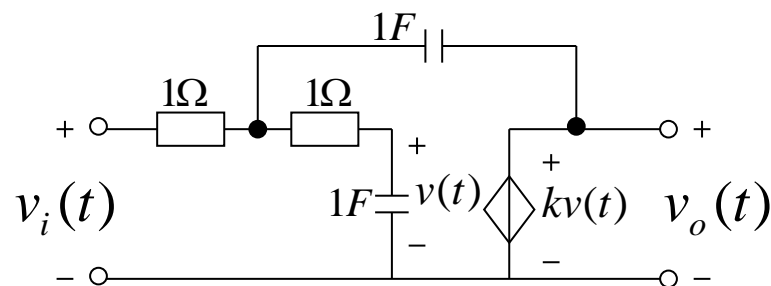 1F
1Ω 1Ω
+ + +
+
v_i(t) 1F v(t) kv(t) v_o(t)
−
−
− −